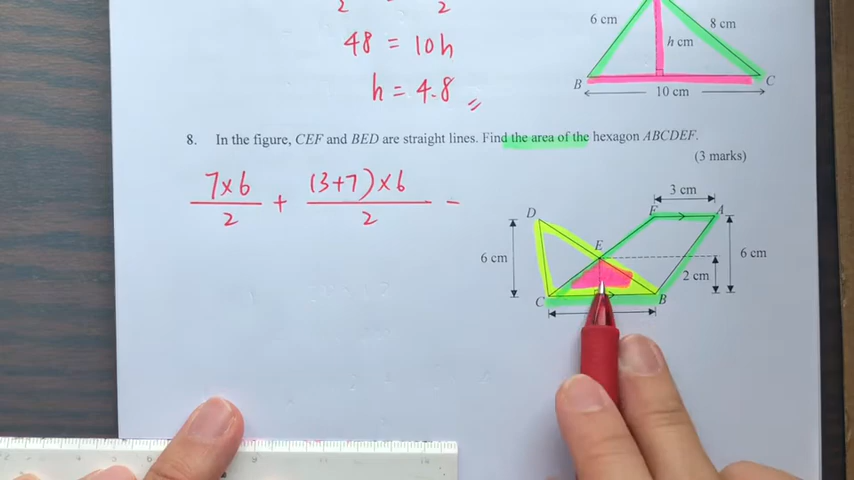 2 2
48 = 10h
h = 4.8
6 cm
8 cm
h cm
B
C
10 cm
8. In the figure, CEF and BED are straight lines. Find the area of the hexagon ABCDEF.
(3 marks)
7×6 / 2 + (3+7)×6 / 2 −
3 cm
D
F
A
E
6 cm
6 cm
2 cm
C
B